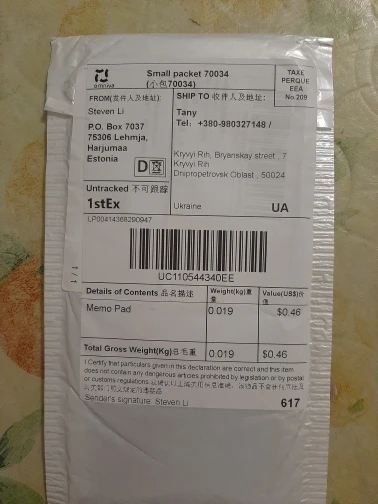 omniva
Small packet 70034
(小包70034)
TAXE
PERQUE
EEA
No.209
FROM(发件人及地址):
Steven Li
P.O. Box 7037
75306 Lehmja,
Harjumaa
Estonia
D
SHIP TO 收件人及地址:
Tany
Tel: +380-980327148 /
Kryvyi Rih, Bryanskay street , 7
Kryvyi Rih
Dnipropetrovsk Oblast , 50024
Untracked 不可跟踪
1stEx
Ukraine
UA
LP00414368290947
UC110544340EE
1 / 1
Details of Contents 品名描述
Weight(kg)重量
Value(US$)价值
Memo Pad
0.019
$0.46
Total Gross Weight(Kg)总毛重
0.019
$0.46
I Certify that particulars given in this declaration are correct and this item
does not contain any dangerous articles prohibited by legislation or by postal
or customs regulations.
Sender's signature: Steven Li
617